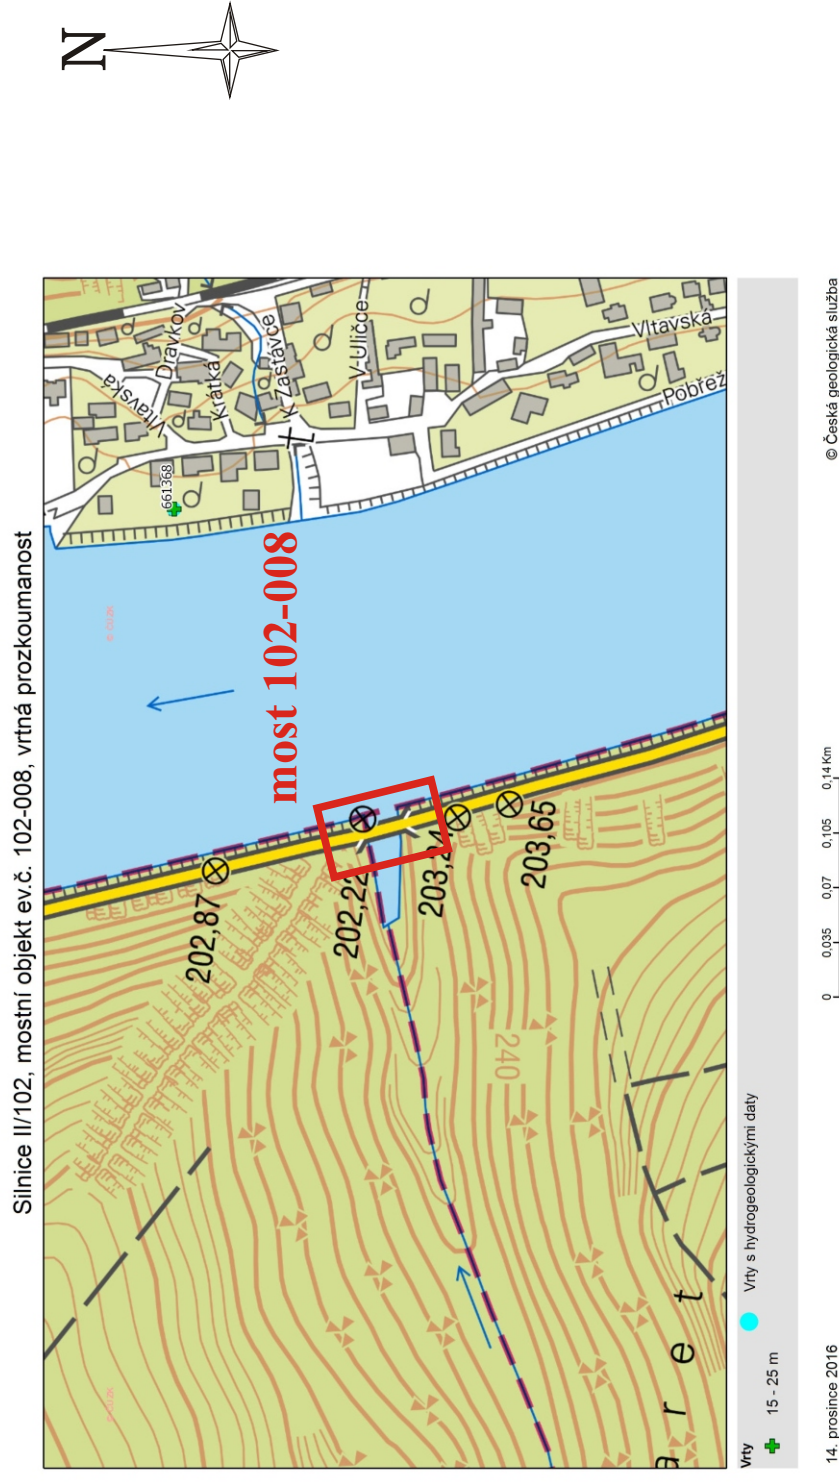 N
Silnice II/102, mostní objekt ev.č. 102-008, vrtná prozkoumanost
Vltavská
Drávkov
Krátká
K Zastávce
V Uličce
Vltavská
Pobřež
661368
© ČÚZK
most 102-008
202,87
202,22
203,24
203,65
240
© ČÚZK
a r e t
Vrty
15 - 25 m
Vrty s hydrogeologickými daty
0 0,035 0,07 0,105 0,14 Km
14. prosince 2016
© Česká geologická služba